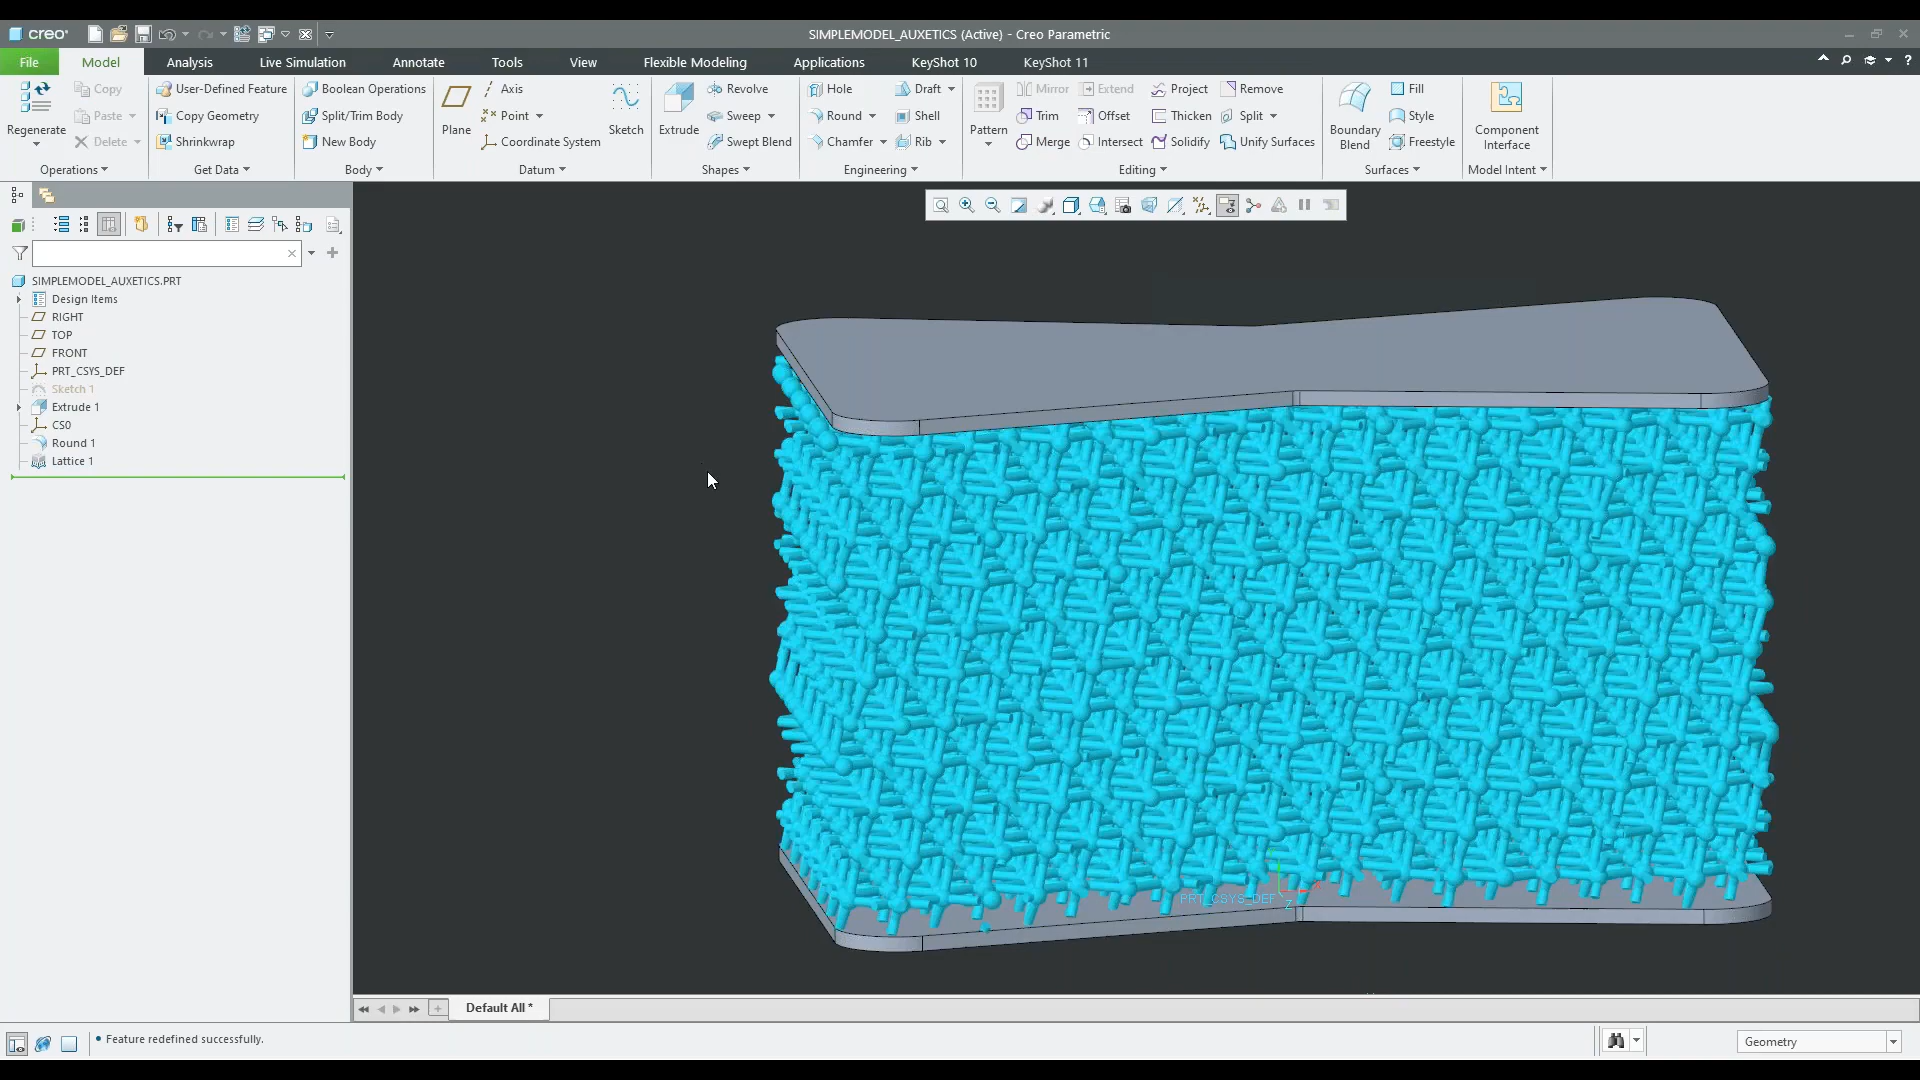 creo®
SIMPLEMODEL_AUXETICS (Active) - Creo Parametric
File Model Analysis Live Simulation Annotate Tools View Flexible Modeling Applications KeyShot 10 KeyShot 11
Regenerate
Copy
Paste
Delete
Operations
User-Defined Feature
Copy Geometry
Shrinkwrap
Get Data
Boolean Operations
Split/Trim Body
New Body
Body
Plane
Axis
Point
Coordinate System
Sketch
Datum
Extrude
Revolve
Sweep
Swept Blend
Shapes
Hole
Round
Chamfer
Draft
Shell
Rib
Engineering
Pattern
Mirror
Trim
Merge
Extend
Offset
Intersect
Project
Thicken
Solidify
Remove
Split
Unify Surfaces
Editing
Boundary
Blend
Fill
Style
Freestyle
Surfaces
Component
Interface
Model Intent
SIMPLEMODEL_AUXETICS.PRT
Design Items
RIGHT
TOP
FRONT
PRT_CSYS_DEF
Sketch 1
Extrude 1
CS0
Round 1
Lattice 1
PRT_CSYS_DEF
Z
Default All *
• Feature redefined successfully.
Geometry